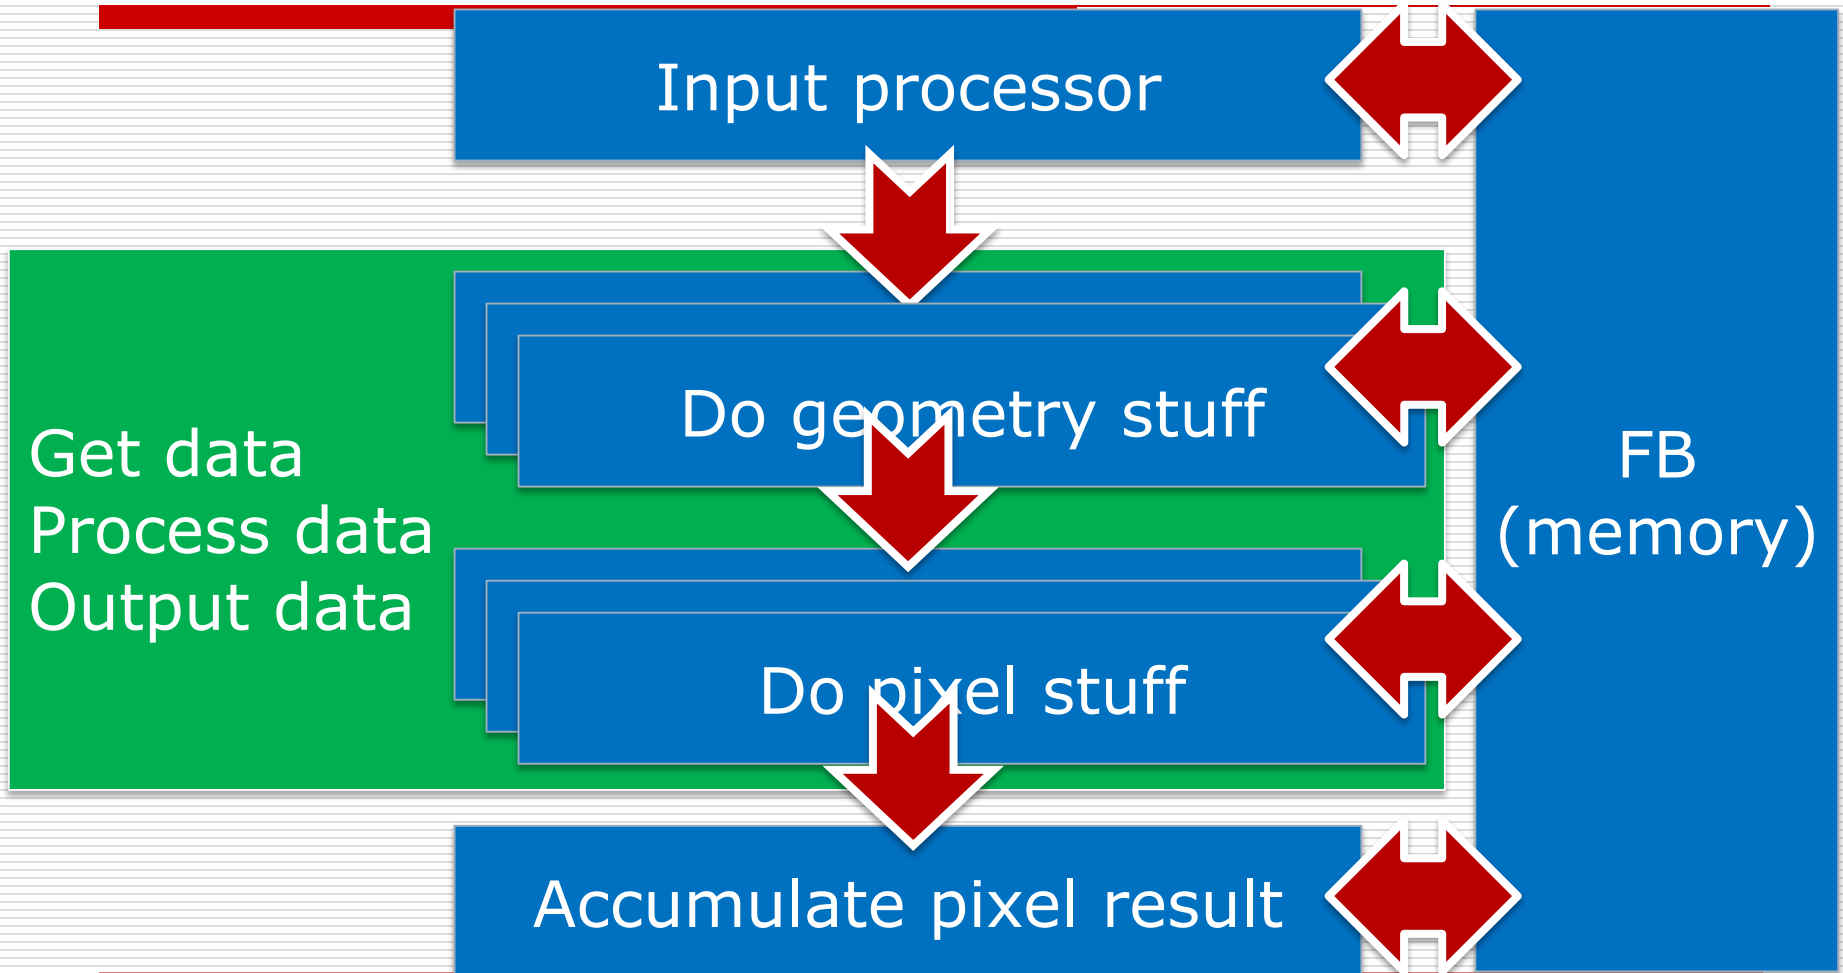 Input processor
Do geometry stuff
Get data
Process data
Output data
FB
(memory)
Do pixel stuff
Accumulate pixel result